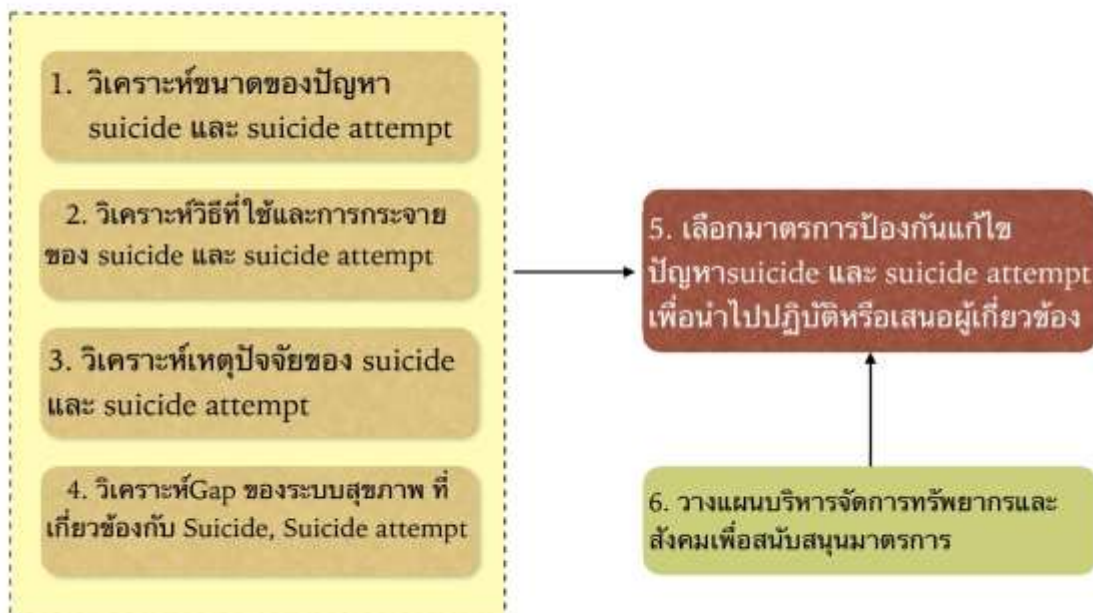 1. วิเคราะห์ขนาดของปัญหา
suicide และ suicide attempt
2. วิเคราะห์วิธีที่ใช้และการกระจาย
ของ suicide และ suicide attempt
3. วิเคราะห์เหตุปัจจัยของ suicide
และ suicide attempt
4. วิเคราะห์Gap ของระบบสุขภาพ ที่
เกี่ยวข้องกับ Suicide, Suicide attempt
5. เลือกมาตรการป้องกันแก้ไข
ปัญหาsuicide และ suicide attempt
เพื่อนำไปปฏิบัติหรือเสนอผู้เกี่ยวข้อง
6. วางแผนบริหารจัดการทรัพยากรและ
สังคมเพื่อสนับสนุนมาตรการ